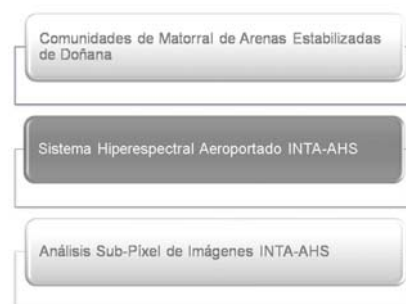 Comunidades de Matorral de Arenas Estabilizadas
de Doñana
Sistema Hiperespectral Aeroportado INTA-AHS
Análisis Sub-Píxel de Imágenes INTA-AHS